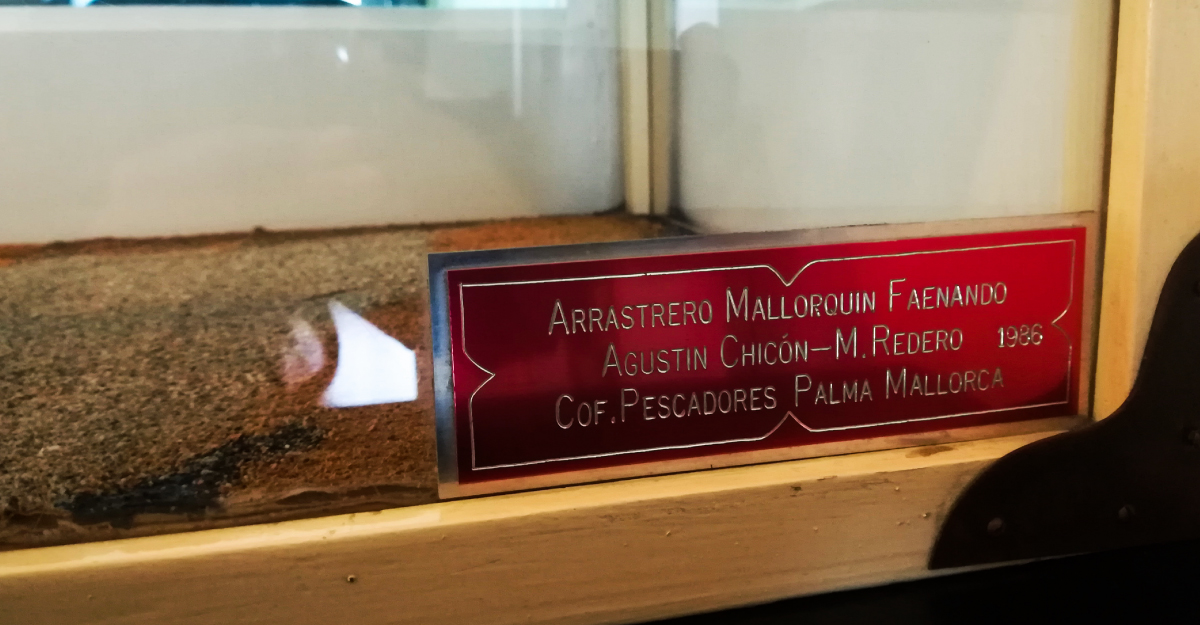 Arrastrero Mallorquin Faenando
Agustin Chicón-M.Redero 1986
Cof.Pescadores Palma Mallorca